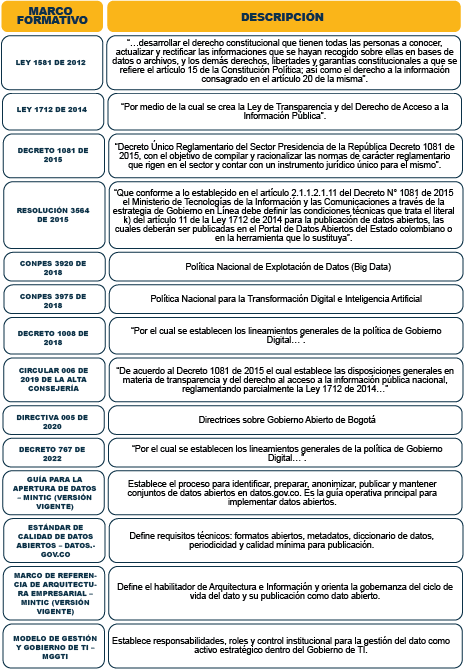 MARCO
FORMATIVO
DESCRIPCIÓN
LEY 1581 DE 2012
“…desarrollar el derecho constitucional que tienen todas las personas a conocer,
actualizar y rectificar las informaciones que se hayan recogido sobre ellas en bases de
datos o archivos, y los demás derechos, libertades y garantías constitucionales a que se
refiere el artículo 15 de la Constitución Política; así como el derecho a la información
consagrado en el artículo 20 de la misma”.
LEY 1712 DE 2014
“Por medio de la cual se crea la Ley de Transparencia y del Derecho de Acceso a la
Información Pública”.
DECRETO 1081 DE
2015
“Decreto Único Reglamentario del Sector Presidencia de la República Decreto 1081 de
2015, con el objetivo de compilar y racionalizar las normas de carácter reglamentario
que rigen en el sector y contar con un instrumento jurídico único para el mismo”.
RESOLUCIÓN 3564
DE 2015
“Que conforme a lo establecido en el artículo 2.1.1.2.1.11 del Decreto N° 1081 de 2015
el Ministerio de Tecnologías de la Información y las Comunicaciones a través de la
estrategia de Gobierno en Línea debe definir las condiciones técnicas que trata el literal
k) del artículo 11 de la Ley 1712 de 2014 para la publicación de datos abiertos, las
cuales deberán ser publicadas en el Portal de Datos Abiertos del Estado colombiano o
en la herramienta que lo sustituya”.
CONPES 3920 DE
2018
Política Nacional de Explotación de Datos (Big Data)
CONPES 3975 DE
2018
Política Nacional para la Transformación Digital e Inteligencia Artificial
DECRETO 1008 DE
2018
“Por el cual se establecen los lineamientos generales de la política de Gobierno
Digital…”.
CIRCULAR 006 DE
2019 DE LA ALTA
CONSEJERÍA
“De acuerdo al Decreto 1081 de 2015 el cual establece las disposiciones generales en
materia de transparencia y del derecho al acceso a la información pública nacional,
reglamentando parcialmente la Ley 1712 de 2014…”
DIRECTIVA 005 DE
2020
Directrices sobre Gobierno Abierto de Bogotá
DECRETO 767 DE
2022
“Por el cual se establecen los lineamientos generales de la política de Gobierno
Digital…”.
GUÍA PARA LA
APERTURA DE DATOS
– MINTIC (VERSIÓN
VIGENTE)
Establece el proceso para identificar, preparar, anonimizar, publicar y mantener
conjuntos de datos abiertos en datos.gov.co. Es la guía operativa principal para
implementar datos abiertos.
ESTÁNDAR DE
CALIDAD DE DATOS
ABIERTOS – DATOS.-
GOV.CO
Define requisitos técnicos: formatos abiertos, metadatos, diccionario de datos,
periodicidad y calidad mínima para publicación.
MARCO DE REFEREN-
CIA DE ARQUITECTU-
RA EMPRESARIAL –
MINTIC (VERSIÓN
VIGENTE)
Define el habilitador de Arquitectura e Información y orienta la gobernanza del ciclo de
vida del dato y su publicación como dato abierto.
MODELO DE GESTIÓN
Y GOBIERNO DE TI –
MGGTI
Establece responsabilidades, roles y control institucional para la gestión del dato como
activo estratégico dentro del Gobierno de TI.